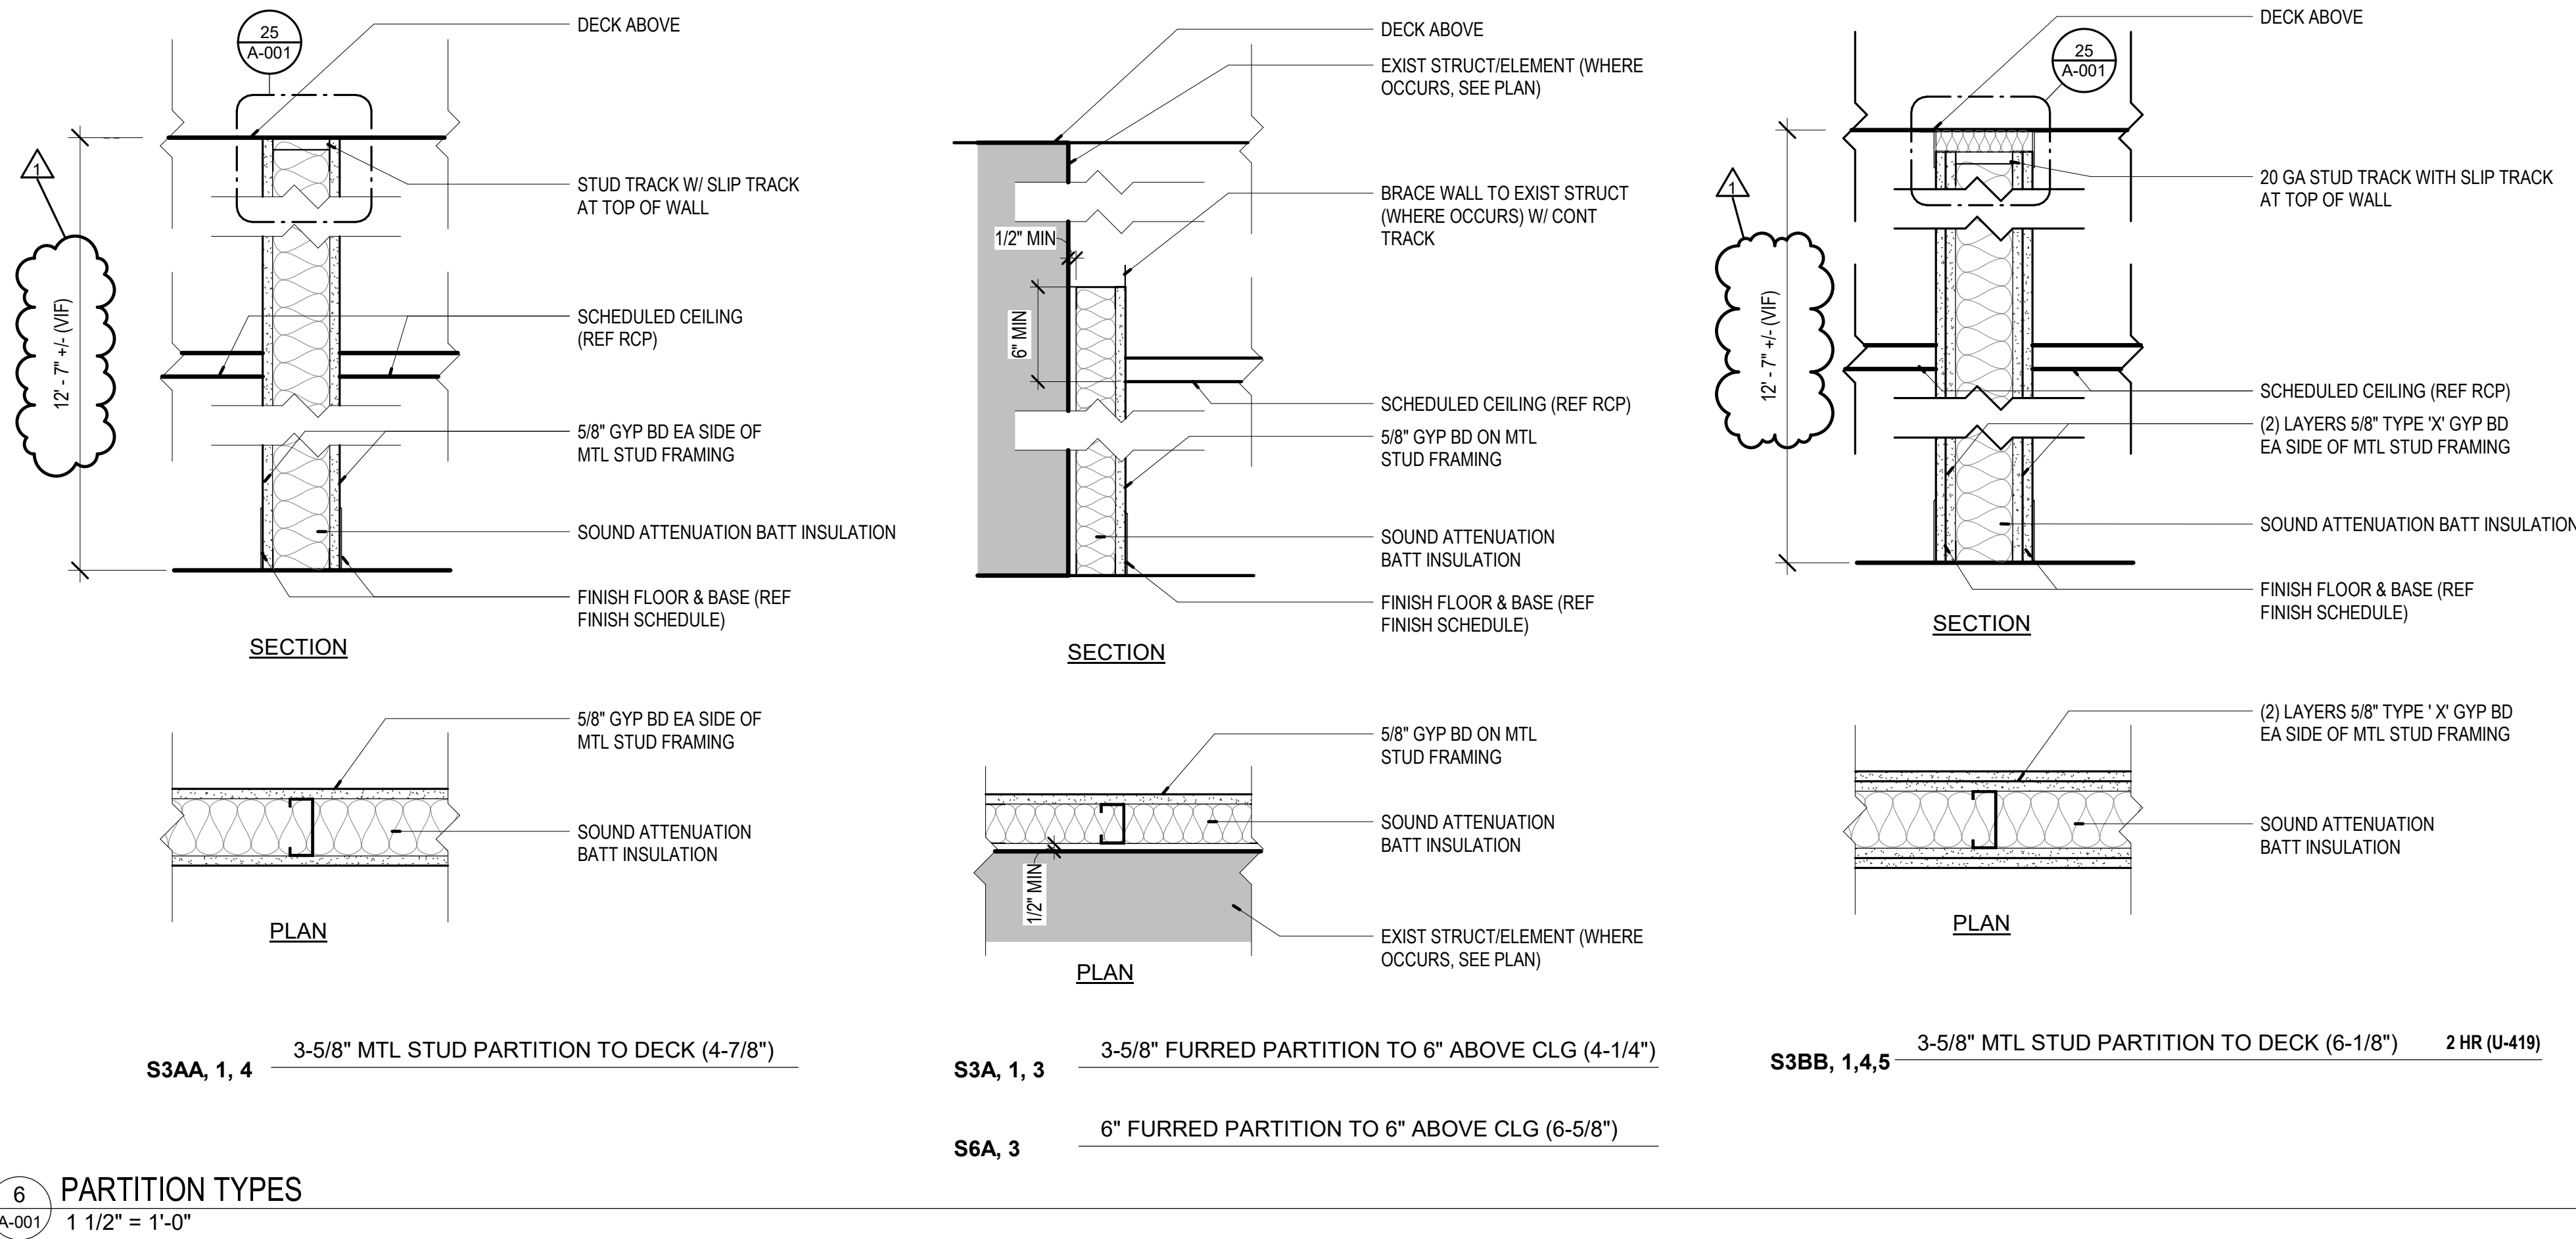 25
A-001
DECK ABOVE
1
12' - 7" +/- (VIF)
STUD TRACK W/ SLIP TRACK
AT TOP OF WALL
SCHEDULED CEILING
(REF RCP)
5/8" GYP BD EA SIDE OF
MTL STUD FRAMING
SOUND ATTENUATION BATT INSULATION
FINISH FLOOR & BASE (REF
FINISH SCHEDULE)
SECTION
5/8" GYP BD EA SIDE OF
MTL STUD FRAMING
SOUND ATTENUATION
BATT INSULATION
PLAN
S3AA, 1, 4
3-5/8" MTL STUD PARTITION TO DECK (4-7/8")
DECK ABOVE
EXIST STRUCT/ELEMENT (WHERE
OCCURS, SEE PLAN)
BRACE WALL TO EXIST STRUCT
(WHERE OCCURS) W/ CONT
TRACK
1/2" MIN
6" MIN
SCHEDULED CEILING (REF RCP)
5/8" GYP BD ON MTL
STUD FRAMING
SOUND ATTENUATION
BATT INSULATION
FINISH FLOOR & BASE (REF
FINISH SCHEDULE)
SECTION
5/8" GYP BD ON MTL
STUD FRAMING
SOUND ATTENUATION
BATT INSULATION
1/2" MIN
EXIST STRUCT/ELEMENT (WHERE
OCCURS, SEE PLAN)
PLAN
S3A, 1, 3
3-5/8" FURRED PARTITION TO 6" ABOVE CLG (4-1/4")
S6A, 3
6" FURRED PARTITION TO 6" ABOVE CLG (6-5/8")
DECK ABOVE
25
A-001
1
12' - 7" +/- (VIF)
20 GA STUD TRACK WITH SLIP TRACK
AT TOP OF WALL
SCHEDULED CEILING (REF RCP)
(2) LAYERS 5/8" TYPE 'X' GYP BD
EA SIDE OF MTL STUD FRAMING
SOUND ATTENUATION BATT INSULATION
FINISH FLOOR & BASE (REF
FINISH SCHEDULE)
SECTION
(2) LAYERS 5/8" TYPE ' X' GYP BD
EA SIDE OF MTL STUD FRAMING
SOUND ATTENUATION
BATT INSULATION
PLAN
S3BB, 1,4,5
3-5/8" MTL STUD PARTITION TO DECK (6-1/8")
2 HR (U-419)
6
A-001
PARTITION TYPES
1 1/2" = 1'-0"